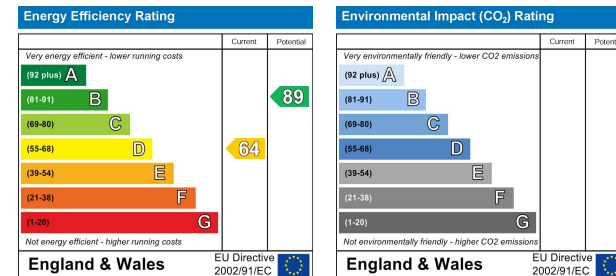 Energy Efficiency Rating
Current Potential
Very energy efficient - lower running costs
(92 plus) A
(81-91) B
89
(69-80) C
(55-68) D
64
(39-54) E
(21-38) F
(1-20) G
Not energy efficient - higher running costs
England & Wales
EU Directive
2002/91/EC
Environmental Impact (CO₂) Rating
Current Potent
Very environmentally friendly - lower CO2 emissions
(92 plus) A
(81-91) B
(69-80) C
(55-68) D
(39-54) E
(21-38) F
(1-20) G
Not environmentally friendly - higher CO2 emissions
England & Wales
EU Directive
2002/91/EC